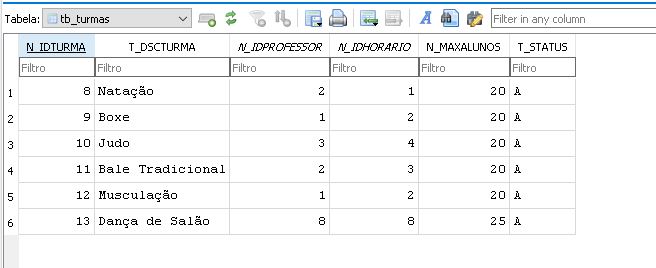 Tabela: tb_turmas Filter in any column
N_IDTURMA T_DSCTURMA N_IDPROFESSOR N_IDHORARIO N_MAXALUNOS T_STATUS
Filtro Filtro Filtro Filtro Filtro Filtro
1 8 Natação 2 1 20 A
2 9 Boxe 1 2 20 A
3 10 Judo 3 4 20 A
4 11 Bale Tradicional 2 3 20 A
5 12 Musculação 1 2 20 A
6 13 Dança de Salão 8 8 25 A